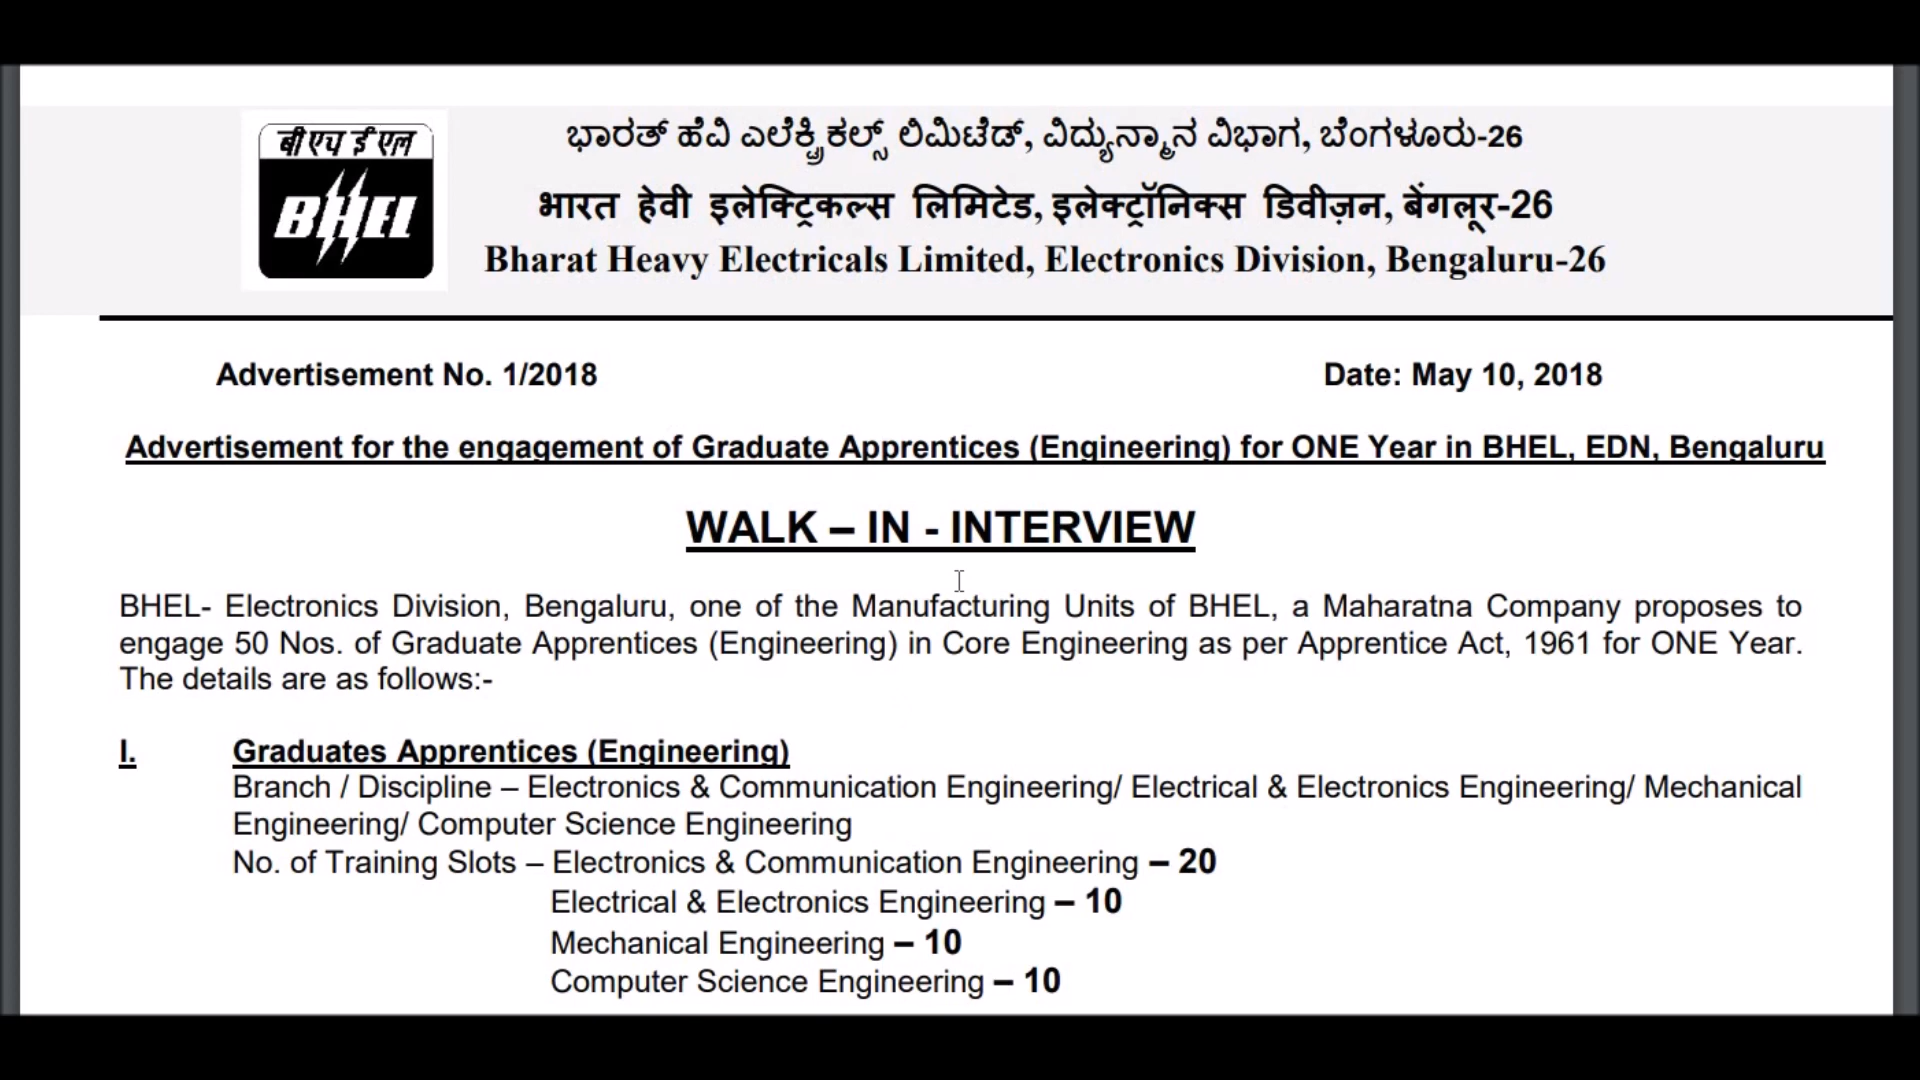 बीएचईएल
BHEL
ಭಾರತ್ ಹೆವಿ ಎಲೆಕ್ಟ್ರಿಕಲ್ಸ್ ಲಿಮಿಟೆಡ್, ವಿದ್ಯುನ್ಮಾನ ವಿಭಾಗ, ಬೆಂಗಳೂರು-26
भारत हेवी इलेक्ट्रिकल्स लिमिटेड, इलेक्ट्रॉनिक्स डिवीज़न, बेंगलूर-26
Bharat Heavy Electricals Limited, Electronics Division, Bengaluru-26
Advertisement No. 1/2018 Date: May 10, 2018
Advertisement for the engagement of Graduate Apprentices (Engineering) for ONE Year in BHEL, EDN, Bengaluru
WALK – IN - INTERVIEW
BHEL- Electronics Division, Bengaluru, one of the Manufacturing Units of BHEL, a Maharatna Company proposes to
engage 50 Nos. of Graduate Apprentices (Engineering) in Core Engineering as per Apprentice Act, 1961 for ONE Year.
The details are as follows:-
I. Graduates Apprentices (Engineering)
Branch / Discipline – Electronics & Communication Engineering/ Electrical & Electronics Engineering/ Mechanical
Engineering/ Computer Science Engineering
No. of Training Slots – Electronics & Communication Engineering – 20
Electrical & Electronics Engineering – 10
Mechanical Engineering – 10
Computer Science Engineering – 10